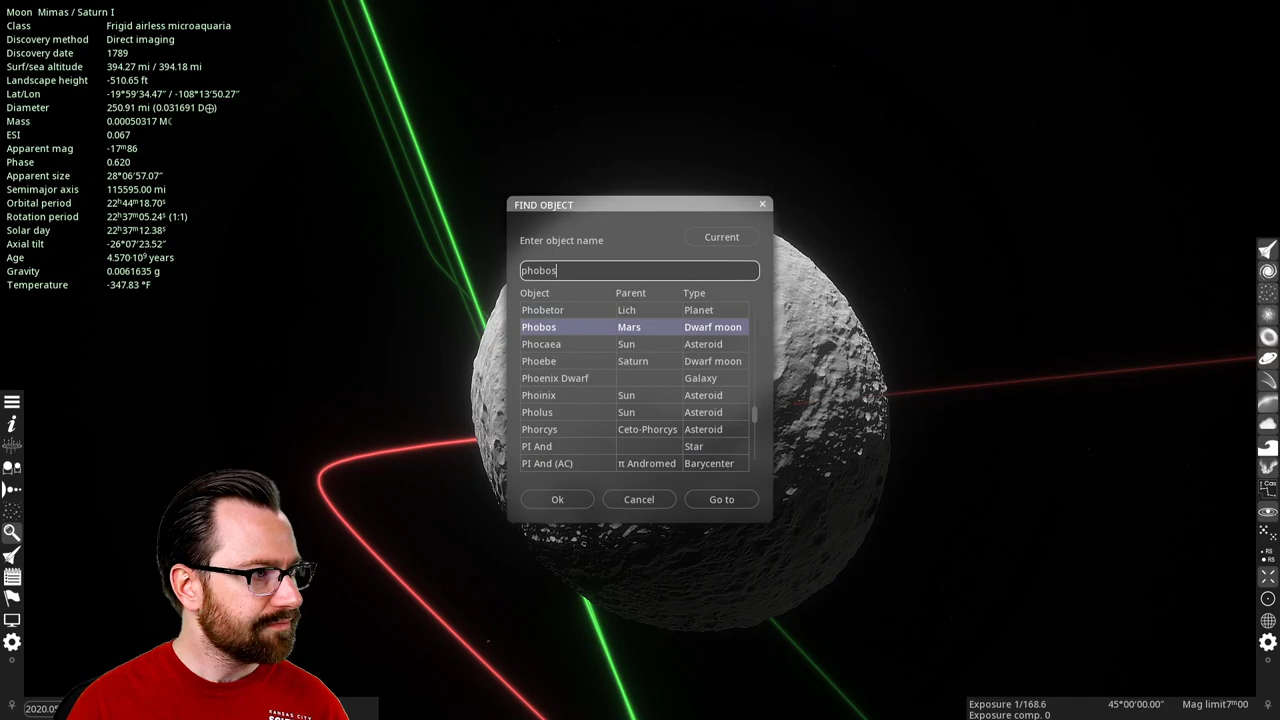 Moon Mimas / Saturn I
Class Frigid airless microaquaria
Discovery method Direct imaging
Discovery date 1789
Surf/sea altitude 394.27 mi / 394.18 mi
Landscape height -510.65 ft
Lat/Lon -19°59′34.47″ / -108°13′50.27″
Diameter 250.91 mi (0.031691 D⊕)
Mass 0.00050317 M☾
ESI 0.067
Apparent mag -17ᵐ86
Phase 0.620
Apparent size 28°06′57.07″
Semimajor axis 115595.00 mi
Orbital period 22ʰ44ᵐ18.70ˢ
Rotation period 22ʰ37ᵐ05.24ˢ (1:1)
Solar day 22ʰ37ᵐ12.38ˢ
Axial tilt -26°07′23.52″
Age 4.570·10⁹ years
Gravity 0.0061635 g
Temperature -347.83 °F
FIND OBJECT
Enter object name Current
phobos
Object Parent Type
Phobetor Lich Planet
Phobos Mars Dwarf moon
Phocaea Sun Asteroid
Phoebe Saturn Dwarf moon
Phoenix Dwarf Galaxy
Phoinix Sun Asteroid
Pholus Sun Asteroid
Phorcys Ceto-Phorcys Asteroid
PI And Star
PI And (AC) π Andromed Barycenter
Ok Cancel Go to
RS
RS
KANSAS CITY
2020.05
Exposure 1/168.6 45°00′00.00″ Mag limit7ᵐ00
Exposure comp. 0